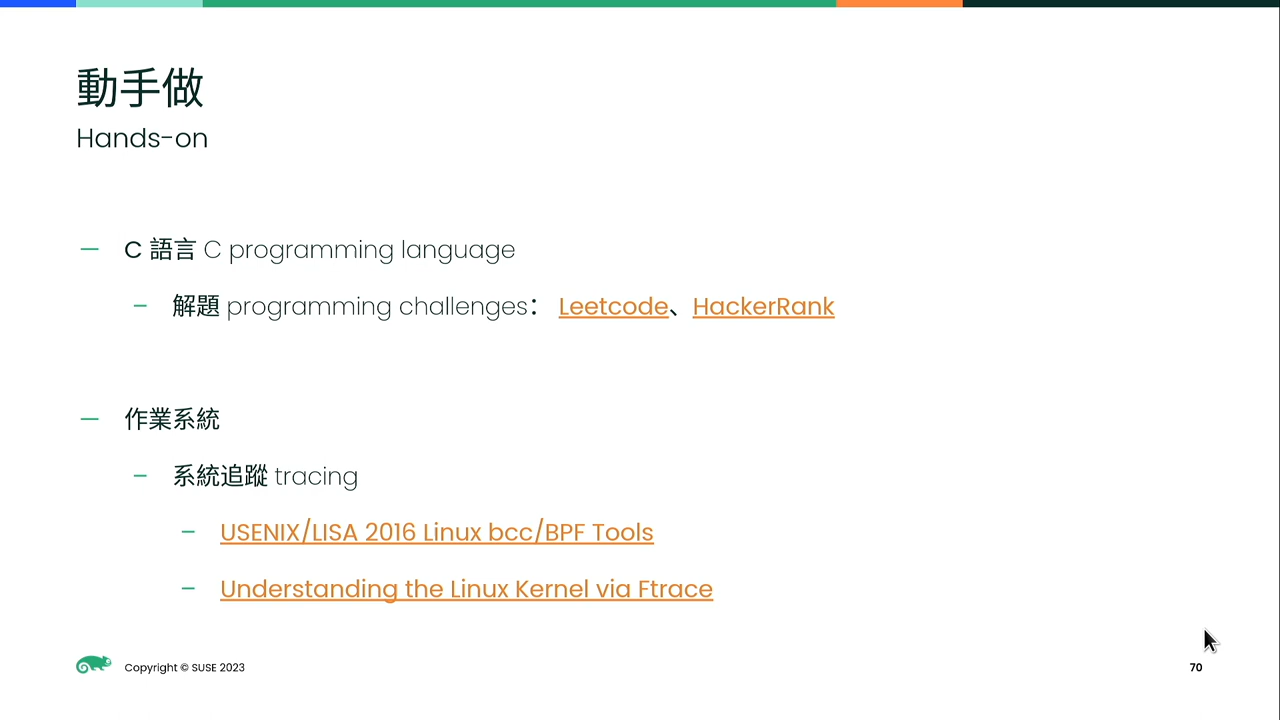 動手做
Hands-on
— C 語言 C programming language
– 解題 programming challenges： Leetcode、HackerRank
— 作業系統
– 系統追蹤 tracing
– USENIX/LISA 2016 Linux bcc/BPF Tools
– Understanding the Linux Kernel via Ftrace
Copyright © SUSE 2023
70